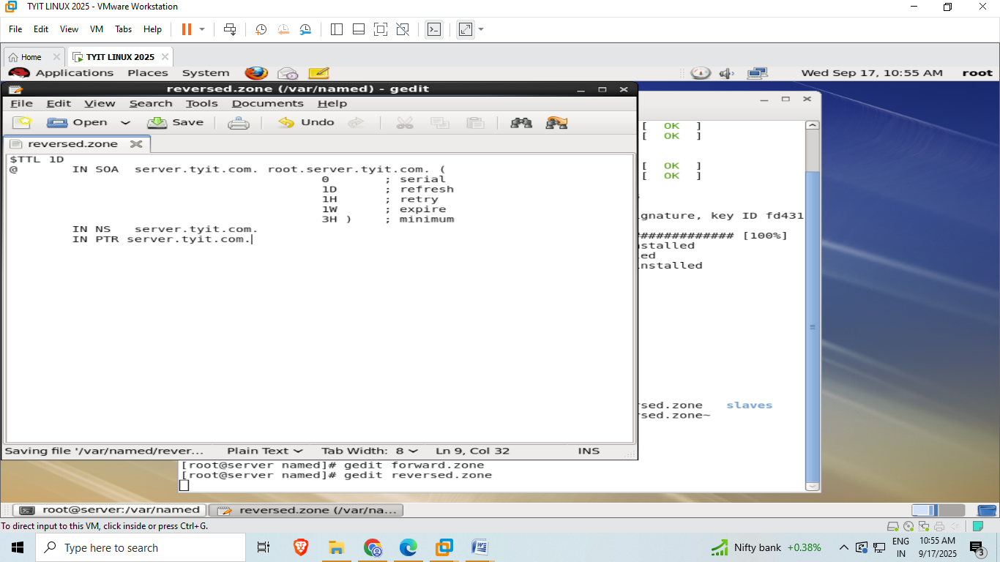 TYIT LINUX 2025 - VMware Workstation
File Edit View VM Tabs Help
Home TYIT LINUX 2025
Applications Places System Wed Sep 17, 10:55 AM root
reversed.zone (/var/named) - gedit
File Edit View Search Tools Documents Help
Open Save Undo
reversed.zone
$TTL 1D
@ IN SOA server.tyit.com. root.server.tyit.com. (
0 ; serial
1D ; refresh
1H ; retry
1W ; expire
3H ) ; minimum
IN NS server.tyit.com.
IN PTR server.tyit.com.
[ OK ]
[ OK ]
[ OK ]
[ OK ]
gnature, key ID fd431
############ [100%]
stalled
ed
nstalled
rsed.zone slaves
rsed.zone~
Saving file '/var/named/rever... Plain Text Tab Width: 8 Ln 9, Col 32 INS
[root@server named]# gedit forward.zone
[root@server named]# gedit reversed.zone
root@server:/var/named reversed.zone (/var/na...
To direct input to this VM, click inside or press Ctrl+G.
Type here to search Nifty bank +0.38% ENG 10:55 AM
IN 9/17/2025 3